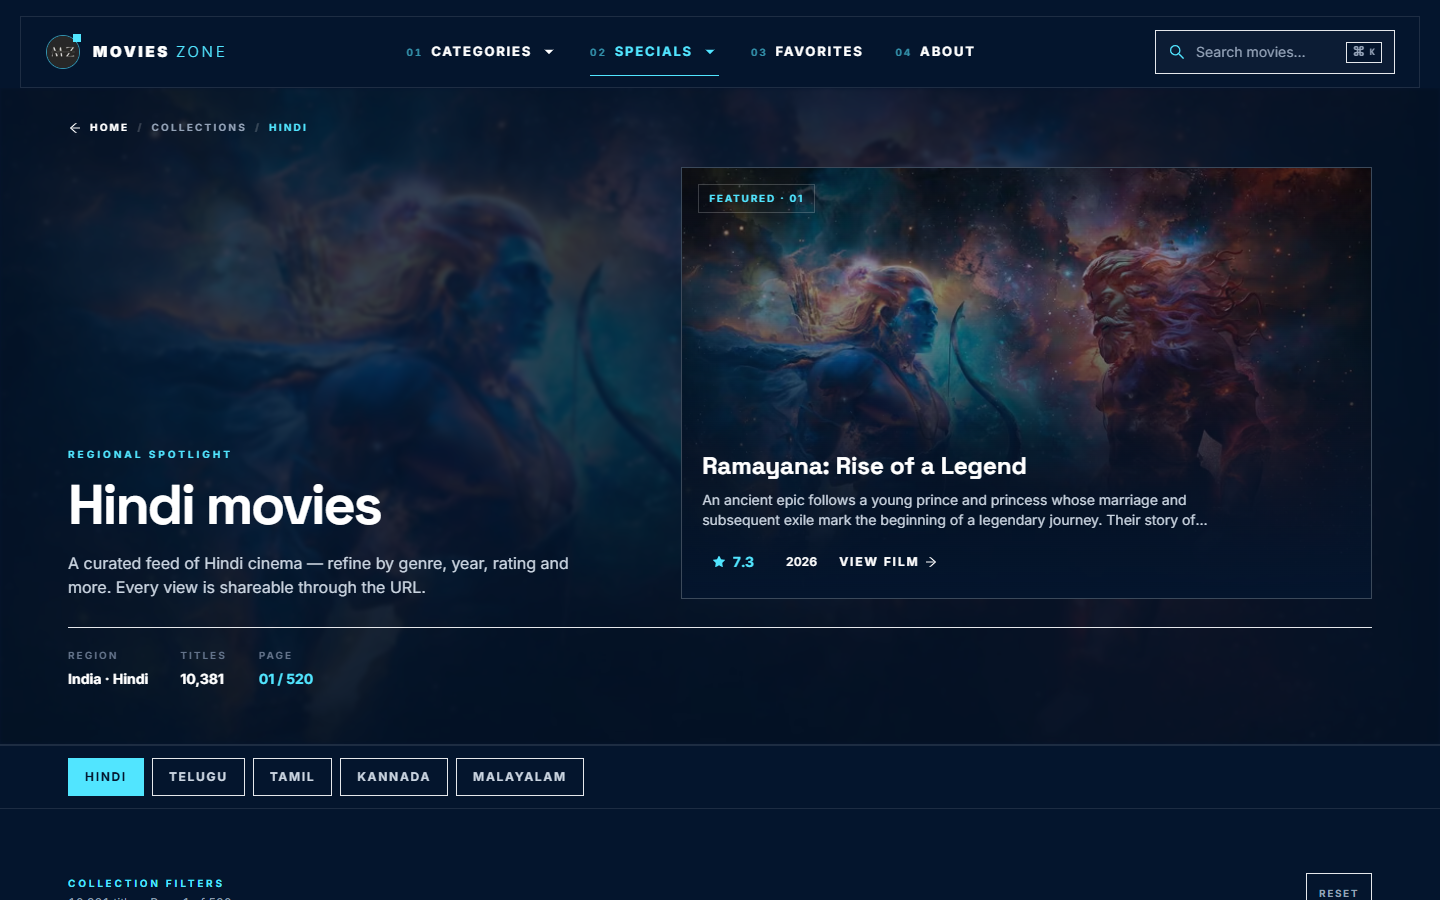 MZ MOVIES ZONE
01 CATEGORIES
02 SPECIALS
03 FAVORITES
04 ABOUT
Search movies...
⌘ K
HOME / COLLECTIONS / HINDI
FEATURED · 01
Ramayana: Rise of a Legend
An ancient epic follows a young prince and princess whose marriage and
subsequent exile mark the beginning of a legendary journey. Their story of...
7.3 2026 VIEW FILM
REGIONAL SPOTLIGHT
Hindi movies
A curated feed of Hindi cinema — refine by genre, year, rating and
more. Every view is shareable through the URL.
REGION TITLES PAGE
India · Hindi 10,381 01 / 520
HINDI TELUGU TAMIL KANNADA MALAYALAM
COLLECTION FILTERS
RESET